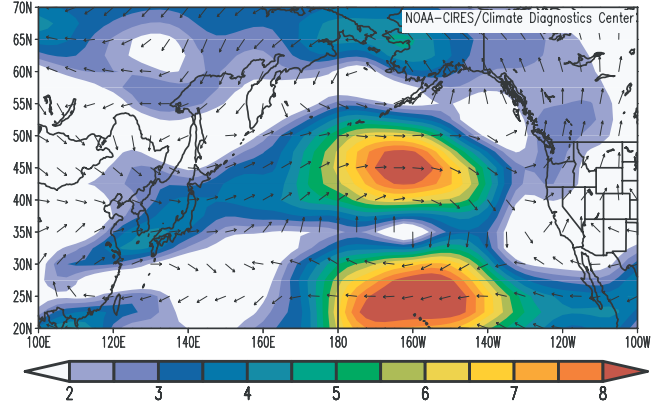 70N
NOAA-CIRES/Climate Diagnostics Center
65N
60N
55N
50N
45N
40N
35N
30N
25N
20N
100E 120E 140E 160E 180 160W 140W 120W 100W
2 3 4 5 6 7 8